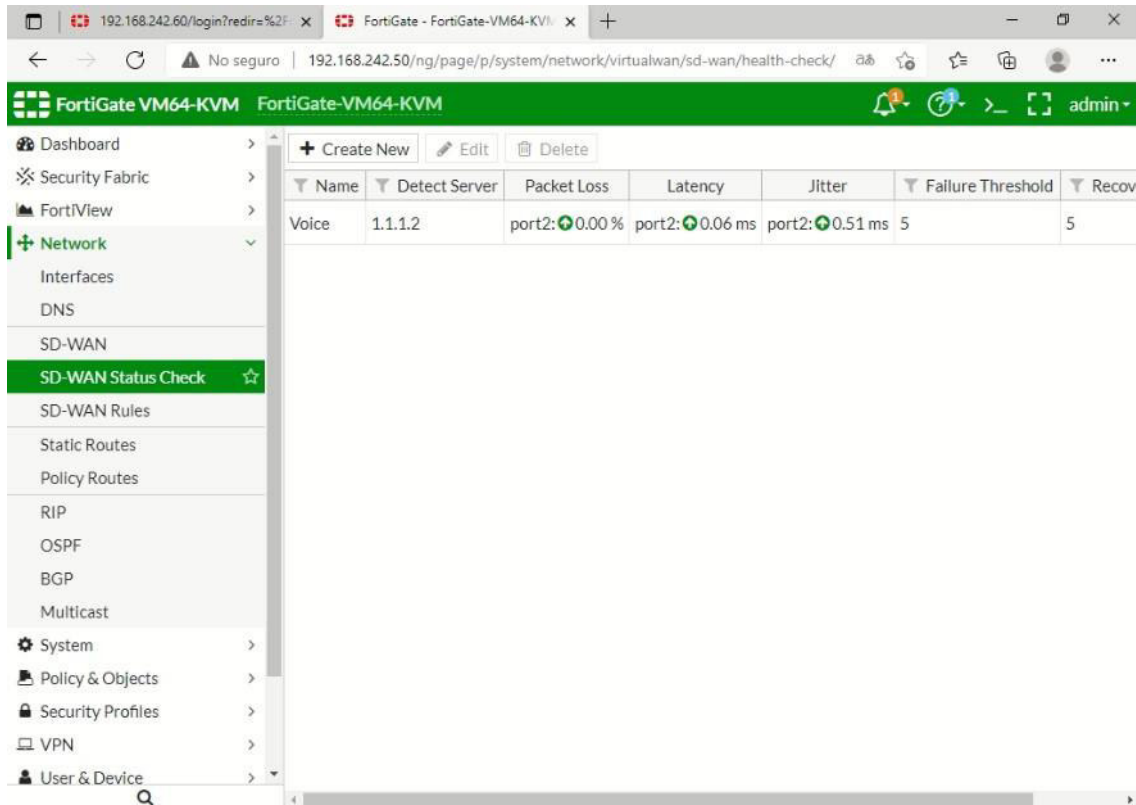 192.168.242.60/login?redir=%2F
FortiGate - FortiGate-VM64-KVM
No seguro 192.168.242.50/ng/page/p/system/network/virtualwan/sd-wan/health-check/ aあ
FortiGate VM64-KVM FortiGate-VM64-KVM 1 1 >_ admin
Dashboard
Security Fabric
FortiView
Network
Interfaces
DNS
SD-WAN
SD-WAN Status Check
SD-WAN Rules
Static Routes
Policy Routes
RIP
OSPF
BGP
Multicast
System
Policy & Objects
Security Profiles
VPN
User & Device
+ Create New Edit Delete
Name Detect Server Packet Loss Latency Jitter Failure Threshold Recov
Voice 1.1.1.2 port2: 0.00 % port2: 0.06 ms port2: 0.51 ms 5 5